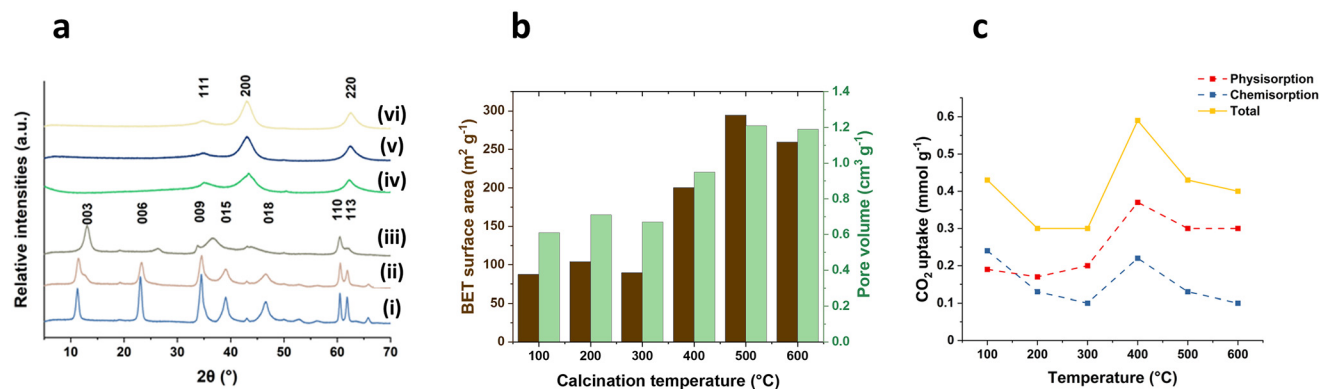 a
b
c
Relative intensities (a.u.)
111
200
220
(vi)
(v)
(iv)
003
006
009
015
018
110
113
(iii)
(ii)
(i)
10 20 30 40 50 60 70
2θ (°)
BET surface area (m² g⁻¹)
300
250
200
150
100
50
0
1.4
1.2
1.0
0.8
0.6
0.4
0.2
0.0
Pore volume (cm³ g⁻¹)
100 200 300 400 500 600
Calcination temperature (°C)
Physisorption
Chemisorption
Total
CO₂ uptake (mmol g⁻¹)
0.6
0.5
0.4
0.3
0.2
0.1
100 200 300 400 500 600
Temperature (°C)